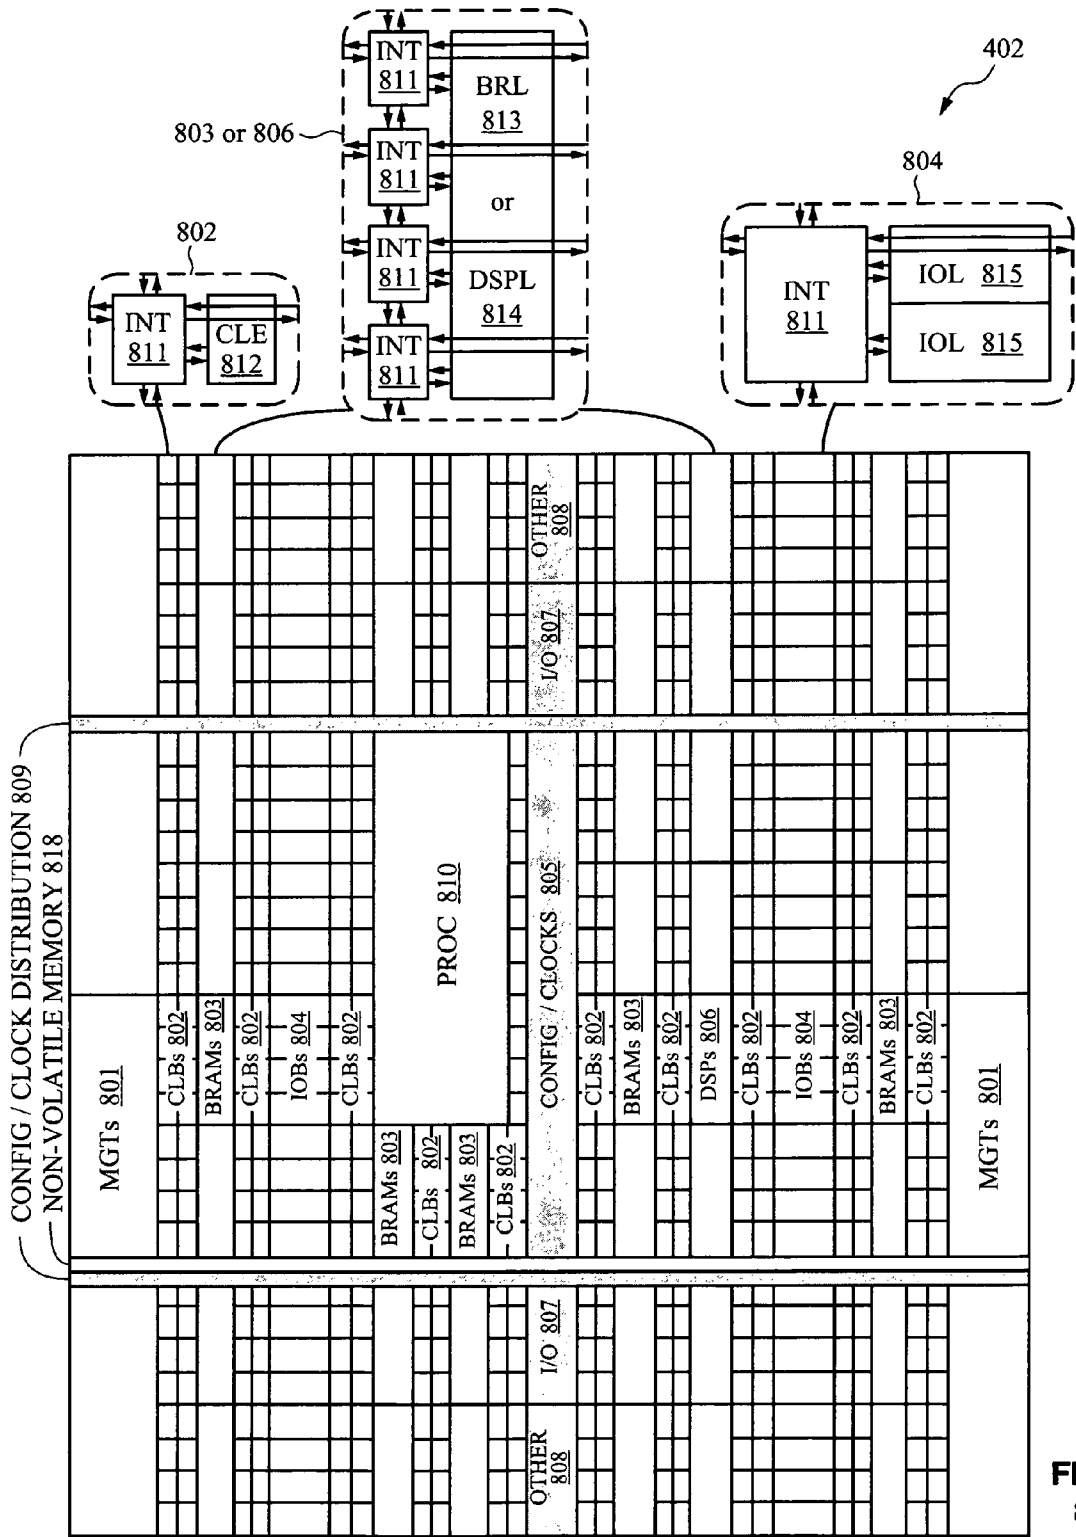 402
803 or 806
INT
811
BRL
813
INT
811
or
INT
811
DSPL
814
INT
811
804
INT
811
IOL 815
IOL 815
802
INT
811
CLE
812
CONFIG / CLOCK DISTRIBUTION 809
NON-VOLATILE MEMORY 818
MGTs 801
CLBs 802
BRAMs 803
CLBs 802
IOBs 804
CLBs 802
BRAMs 803
CLBs 802
BRAMs 803
CLBs 802
PROC 810
OTHER
808
I/O 807
CONFIG / CLOCKS 805
I/O 807
OTHER
808
CLBs 802
BRAMs 803
CLBs 802
DSPs 806
CLBs 802
IOBs 804
CLBs 802
BRAMs 803
CLBs 802
MGTs 801